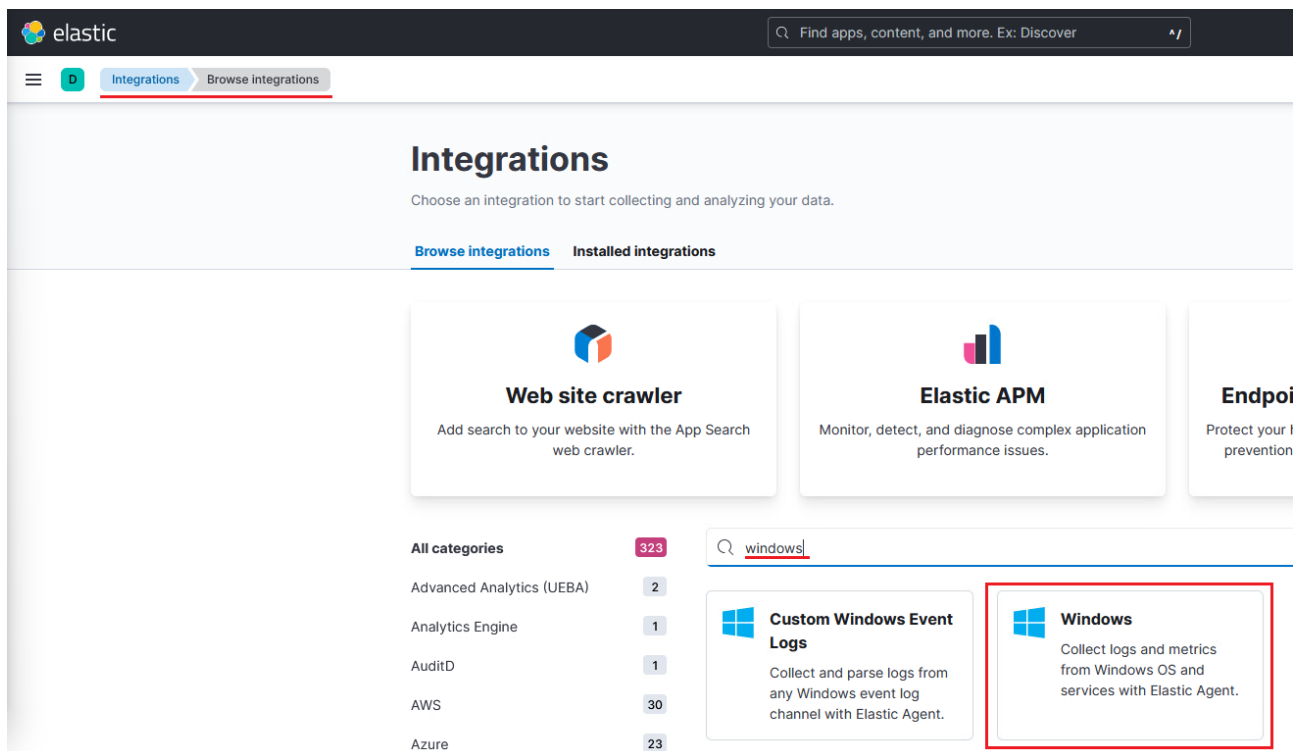 elastic
Find apps, content, and more. Ex: Discover
^/
D
Integrations
Browse integrations
Integrations
Choose an integration to start collecting and analyzing your data.
Browse integrations
Installed integrations
Web site crawler
Add search to your website with the App Search
web crawler.
Elastic APM
Monitor, detect, and diagnose complex application
performance issues.
Endpoi
Protect your h
prevention
All categories
323
Advanced Analytics (UEBA)
2
Analytics Engine
1
AuditD
1
AWS
30
Azure
23
windows
Custom Windows Event
Logs
Collect and parse logs from
any Windows event log
channel with Elastic Agent.
Windows
Collect logs and metrics
from Windows OS and
services with Elastic Agent.